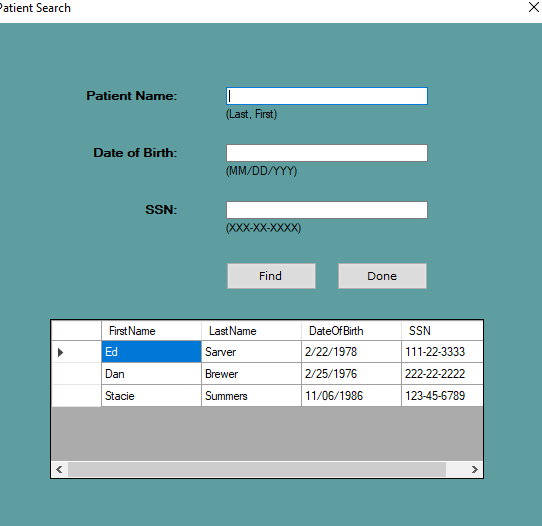 Patient Search
Patient Name:
(Last, First)
Date of Birth:
(MM/DD/YYY)
SSN:
(XXX-XX-XXXX)
Find Done
FirstName LastName DateOfBirth SSN
Ed Sarver 2/22/1978 111-22-3333
Dan Brewer 2/25/1976 222-22-2222
Stacie Summers 11/06/1986 123-45-6789